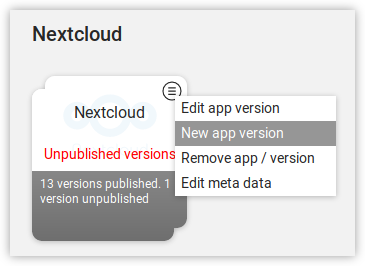 Nextcloud
Nextcloud
Unpublished versions
13 versions published. 1
version unpublished
Edit app version
New app version
Remove app / version
Edit meta data